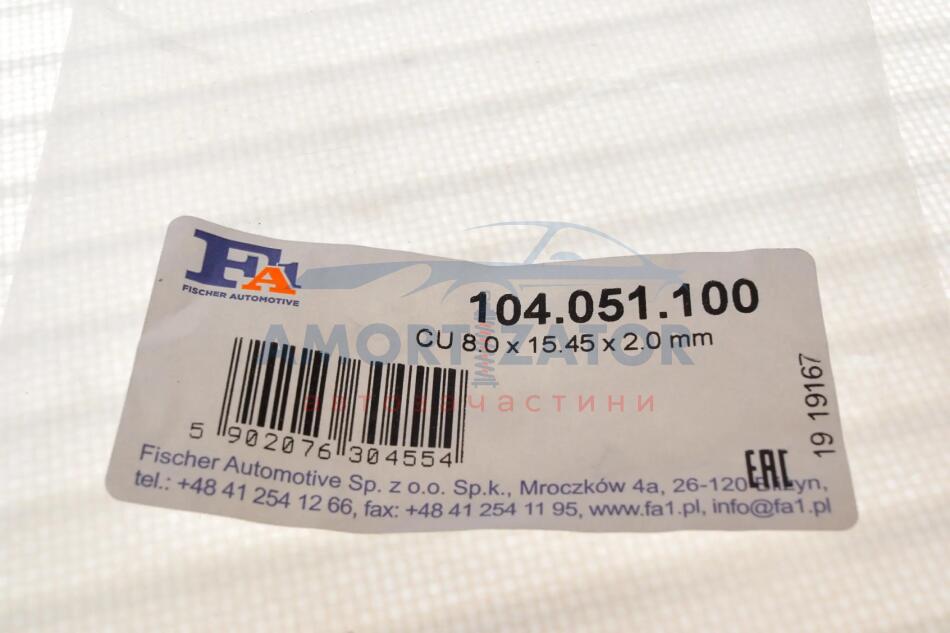 FA1
FISCHER AUTOMOTIVE
104.051.100
CU 8.0 x 15.45 x 2.0 mm
AMORTIZATOR
автозачастини
19 19167
5 902076 304554
EAC
Fischer Automotive Sp. z o.o. Sp.k., Mroczków 4a, 26-120
tel.: +48 41 254 12 66, fax: +48 41 254 11 95, www.fa1.pl, info@fa1.pl